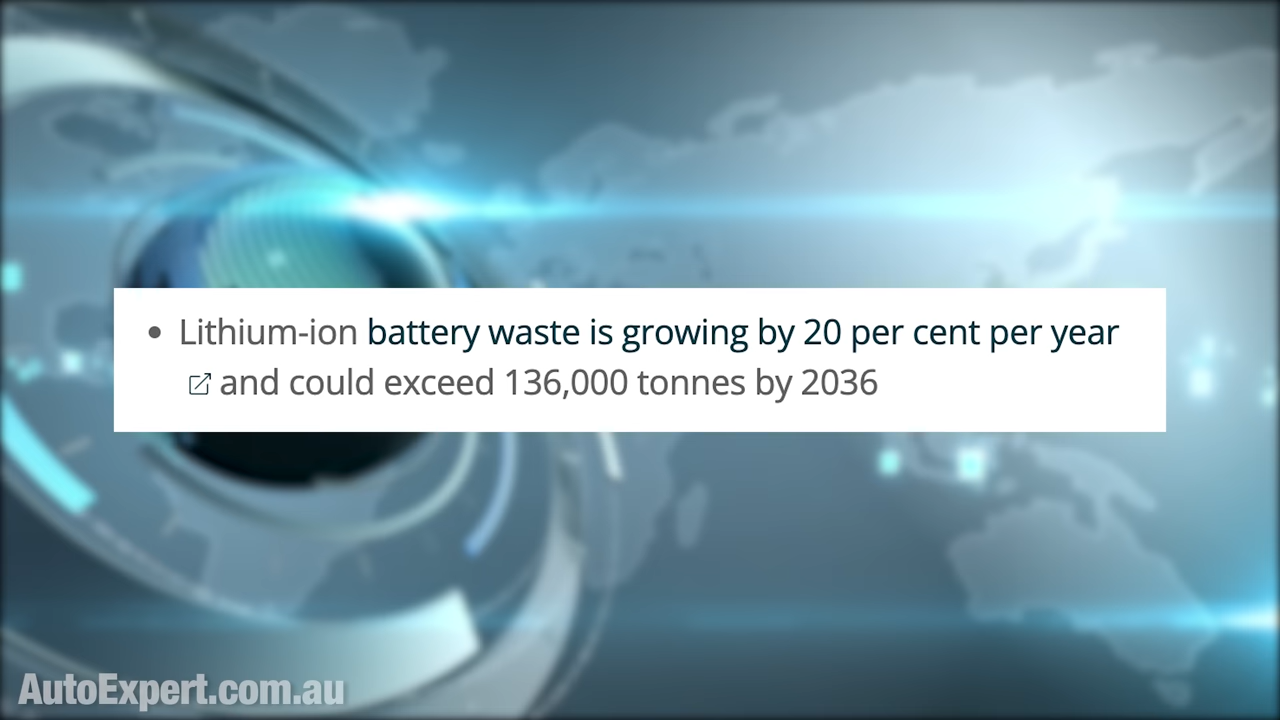 • Lithium-ion battery waste is growing by 20 per cent per year
and could exceed 136,000 tonnes by 2036
AutoExpert.com.au